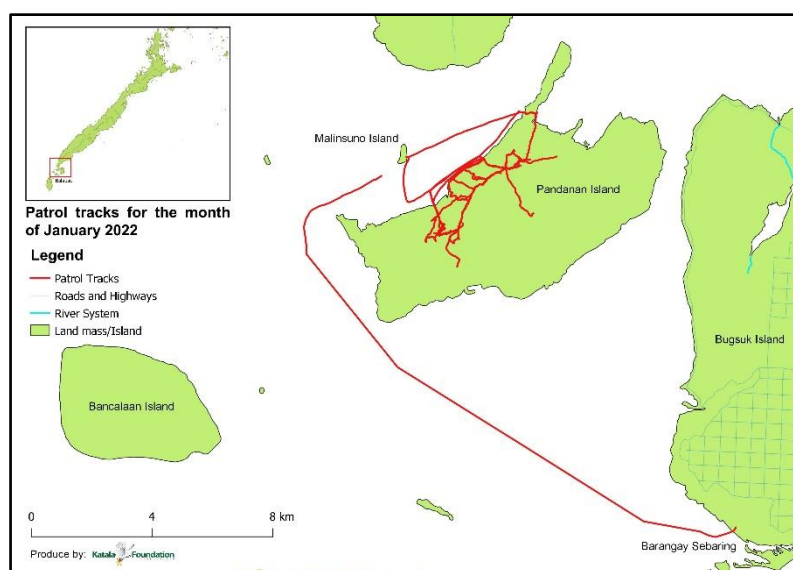 Patrol tracks for the month
of January 2022
Legend
Patrol Tracks
Roads and Highways
River System
Land mass/Island
Malinsuno Island
Pandanan Island
Bugsuk Island
Bancalaan Island
Barangay Sebaring
0 4 8 km
Produce by: Katala Foundation